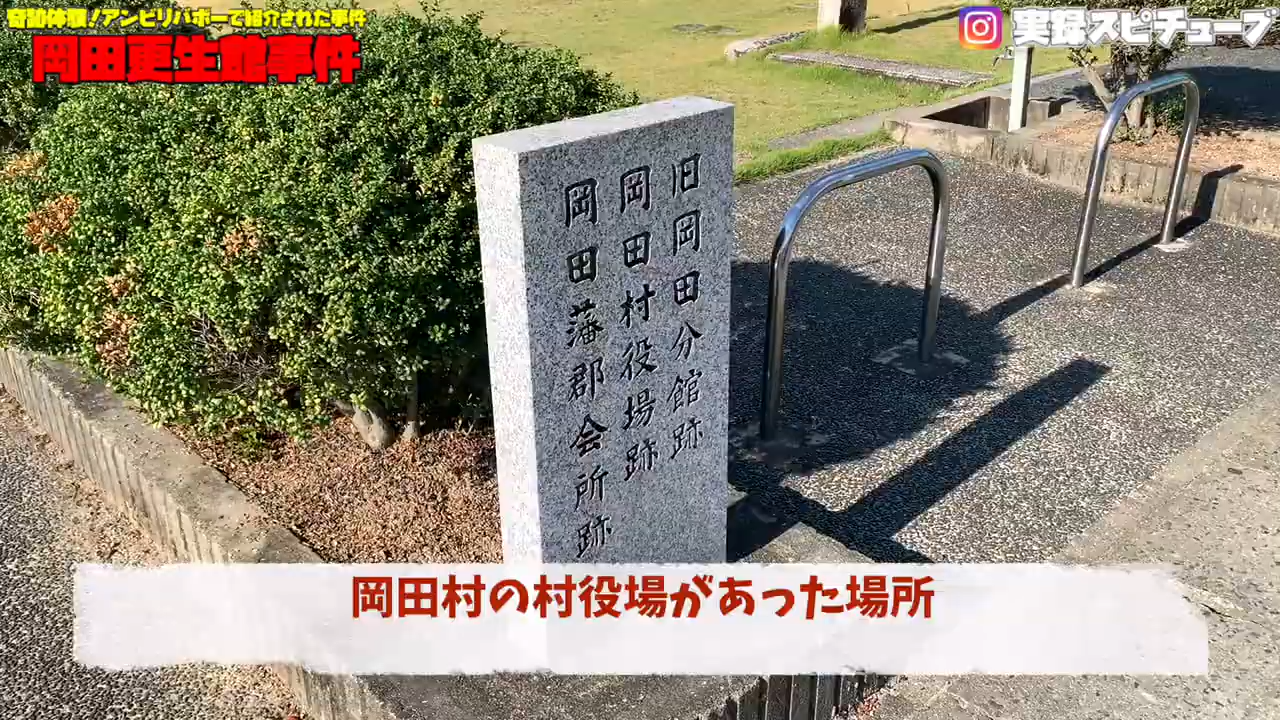 奇跡体験！アンビリバボーで紹介された事件
岡田更生館事件
実録スピチューブ
旧岡田分館跡
岡田村役場跡
岡田藩郡会所跡
岡田村の村役場があった場所